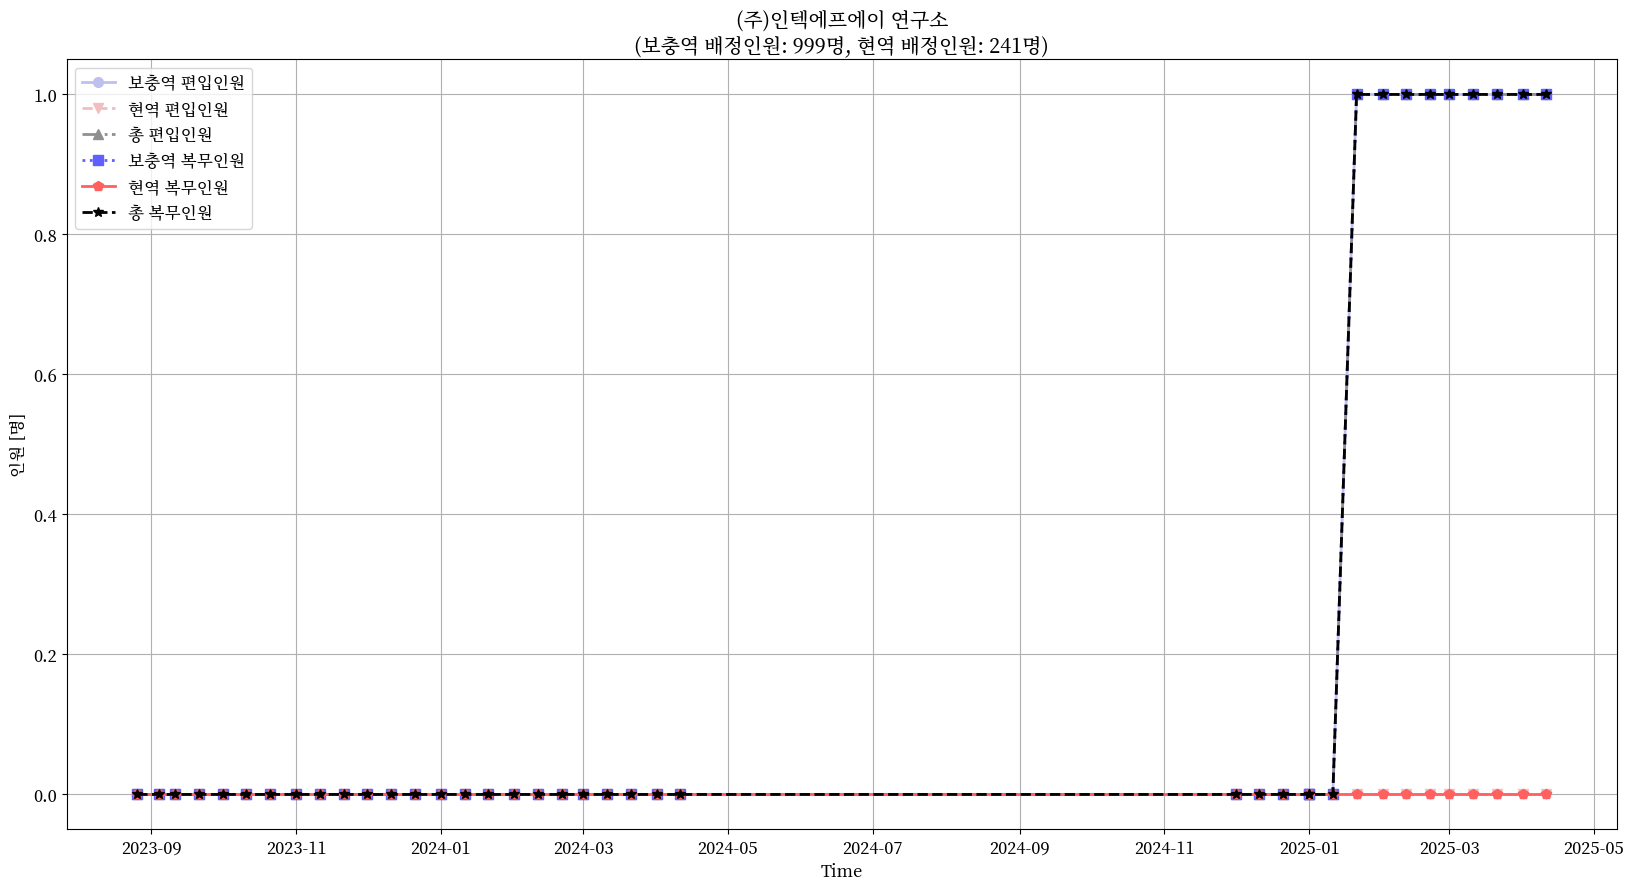 (주)인텍에프에이 연구소
(보충역 배정인원: 999명, 현역 배정인원: 241명)
보충역 편입인원
현역 편입인원
총 편입인원
보충역 복무인원
현역 복무인원
총 복무인원
1.0
0.8
0.6
0.4
0.2
0.0
인원 [명]
2023-09
2023-11
2024-01
2024-03
2024-05
2024-07
2024-09
2024-11
2025-01
2025-03
2025-05
Time